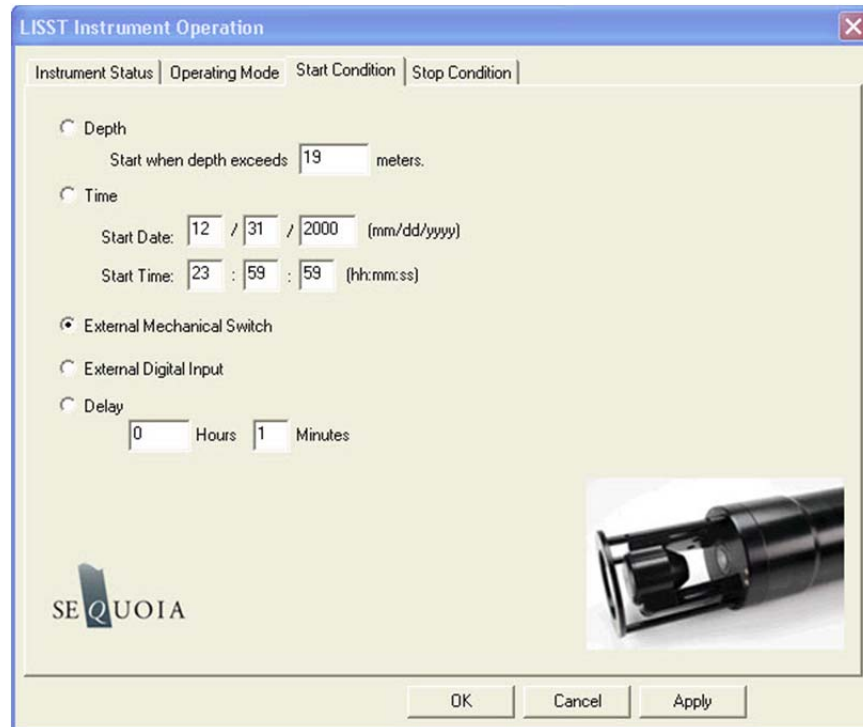 LISST Instrument Operation
Instrument Status Operating Mode Start Condition Stop Condition
Depth
Start when depth exceeds 19 meters.
Time
Start Date: 12 / 31 / 2000 (mm/dd/yyyy)
Start Time: 23 : 59 : 59 (hh:mm:ss)
External Mechanical Switch
External Digital Input
Delay
0 Hours 1 Minutes
SEQUOIA
OK Cancel Apply